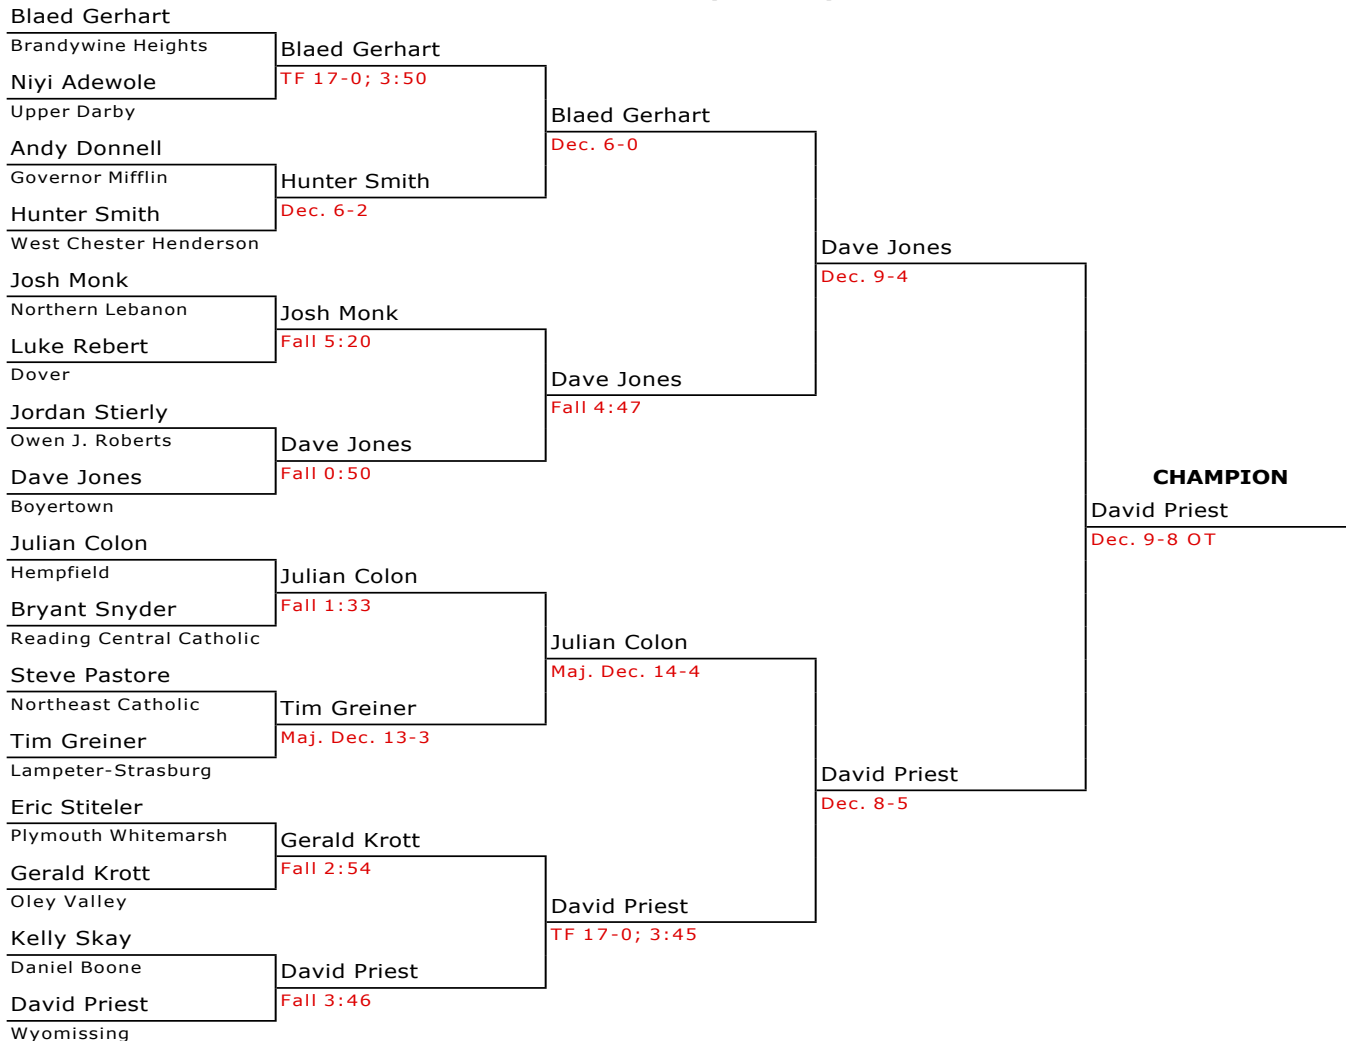 Blaed Gerhart
Brandywine Heights
Niyi Adewole
Upper Darby
Andy Donnell
Governor Mifflin
Hunter Smith
West Chester Henderson
Josh Monk
Northern Lebanon
Luke Rebert
Dover
Jordan Stierly
Owen J. Roberts
Dave Jones
Boyertown
Julian Colon
Hempfield
Bryant Snyder
Reading Central Catholic
Steve Pastore
Northeast Catholic
Tim Greiner
Lampeter-Strasburg
Eric Stiteler
Plymouth Whitemarsh
Gerald Krott
Oley Valley
Kelly Skay
Daniel Boone
David Priest
Wyomissing
Blaed Gerhart
TF 17-0; 3:50
Hunter Smith
Dec. 6-2
Josh Monk
Fall 5:20
Dave Jones
Fall 0:50
Julian Colon
Fall 1:33
Tim Greiner
Maj. Dec. 13-3
Gerald Krott
Fall 2:54
David Priest
Fall 3:46
Blaed Gerhart
Dec. 6-0
Dave Jones
Fall 4:47
Julian Colon
Maj. Dec. 14-4
David Priest
TF 17-0; 3:45
Dave Jones
Dec. 9-4
David Priest
Dec. 8-5
CHAMPION
David Priest
Dec. 9-8 OT